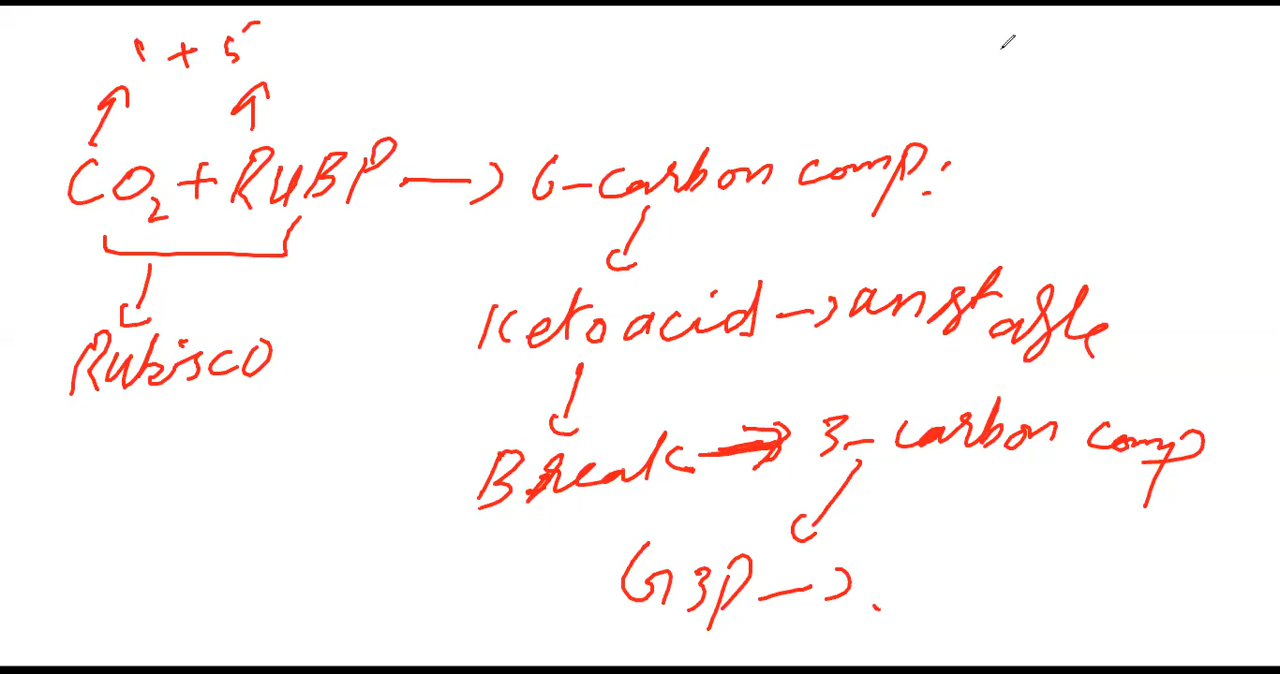 1 + 5
CO2 + RUBP → 6-carbon comp.
Ketoacid → unstable
Rubisco
Break → 3-carbon comp
G3P →